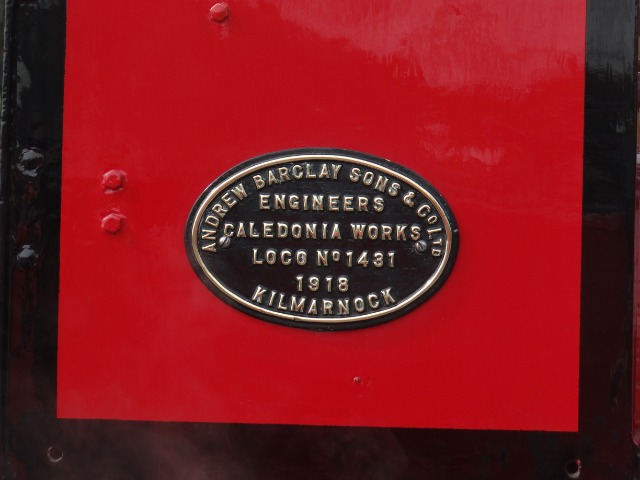 ANDREW BARCLAY SONS & CO. LTD
ENGINEERS
CALEDONIA WORKS
LOCO Nº 1431
1918
KILMARNOCK